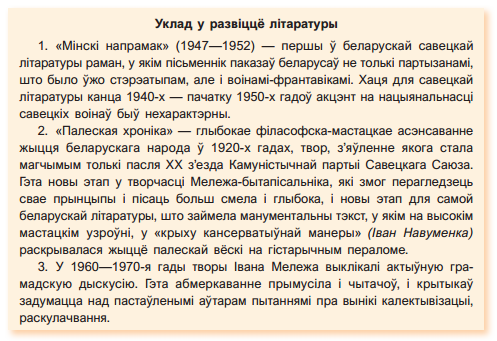 Уклад у развіццё літаратуры
1. «Мінскі напрамак» (1947—1952) — першы ў беларускай савецкай
літаратуры раман, у якім пісьменнік паказаў беларусаў не толькі партызанамі,
што было ўжо стэрэатыпам, але і воінамі-франтавікамі. Хаця для савецкай
літаратуры канца 1940-х — пачатку 1950-х гадоў акцэнт на нацыянальнасці
савецкіх воінаў быў нехарактэрны.
2. «Палеская хроніка» — глыбокае філасофска-мастацкае асэнсаванне
жыцця беларускага народа ў 1920-х гадах, твор, з’яўленне якога стала
магчымым толькі пасля XX з’езда Камуністычнай партыі Савецкага Саюза.
Гэта новы этап у творчасці Мележа-бытапісальніка, які змог перагледзець
свае прынцыпы і пісаць больш смела і глыбока, і новы этап для самой
беларускай літаратуры, што займела манументальны тэкст, у якім на высокім
мастацкім узроўні, у «крыху кансерватыўнай манеры» (Іван Навуменка)
раскрывалася жыццё палескай вёскі на гістарычным пераломе.
3. У 1960—1970-я гады творы Івана Мележа выклікалі актыўную гра-
мадскую дыскусію. Гэта абмеркаванне прымусіла і чытачоў, і крытыкаў
задумацца над пастаўленымі аўтарам пытаннямі пра вынікі калектывізацыі,
раскулачвання.